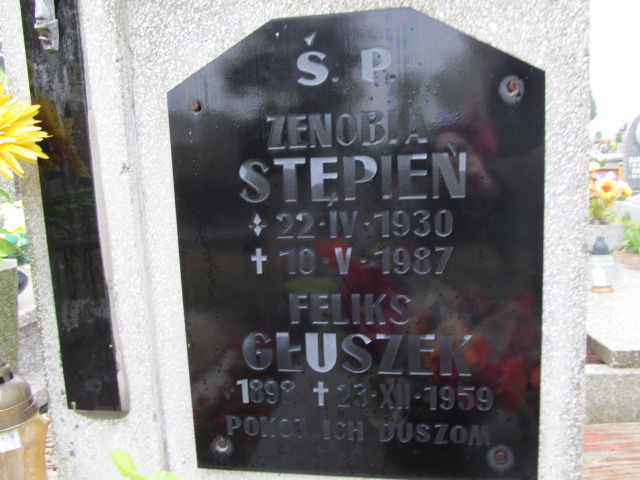 Ś. P
ZENOBIA
STĘPIEŃ
22·IV·1930
† 10·V·1987
FELIKS
GŁUSZEK
1898 † 23·XII·1959
POKÓJ ICH DUSZOM